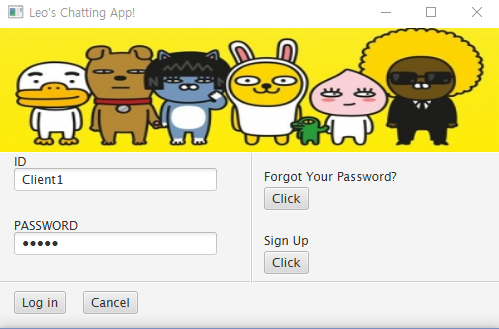 Leo's Chatting App!
ID
Client1
PASSWORD
●●●●●
Log in
Cancel
Forgot Your Password?
Click
Sign Up
Click